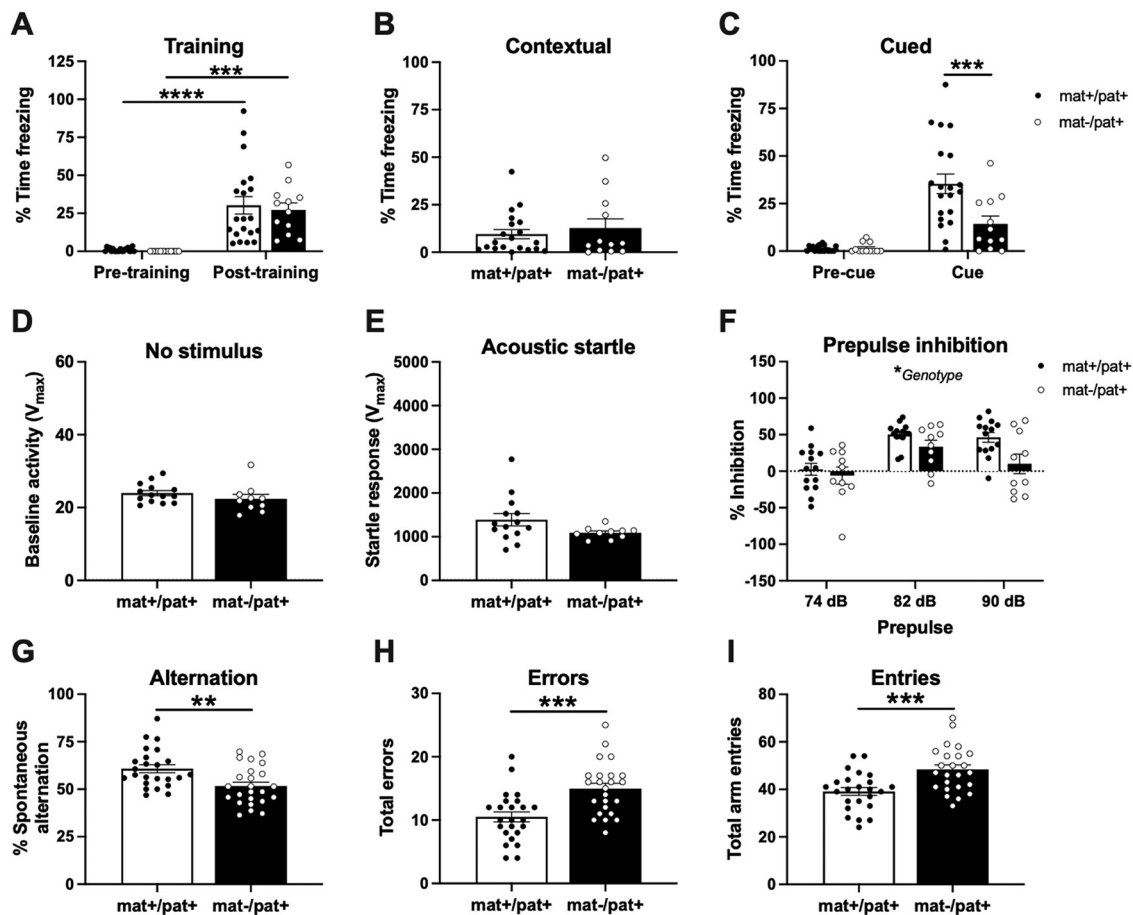 A
Training
% Time freezing
100
75
50
25
0
***
****
Pre-training
Post-training
B
Contextual
% Time freezing
100
50
0
mat+/pat+
mat-/pat+
C
Cued
% Time freezing
100
50
0
***
Pre-cue
Cue
mat+/pat+
mat-/pat+
D
No stimulus
Baseline activity (Vmax)
60
40
20
0
mat+/pat+
mat-/pat+
E
Acoustic startle
Startle response (Vmax)
5000
4000
3000
2000
1000
0
mat+/pat+
mat-/pat+
F
Prepulse inhibition
% Inhibition
150
100
50
0
-50
-100
-150
*Genotype
74 dB
82 dB
90 dB
Prepulse
mat+/pat+
mat-/pat+
G
Alternation
% Spontaneous
alternation
100
75
50
25
0
**
mat+/pat+
mat-/pat+
H
Errors
Total errors
30
20
10
0
***
mat+/pat+
mat-/pat+
I
Entries
Total arm entries
80
60
40
20
0
***
mat+/pat+
mat-/pat+